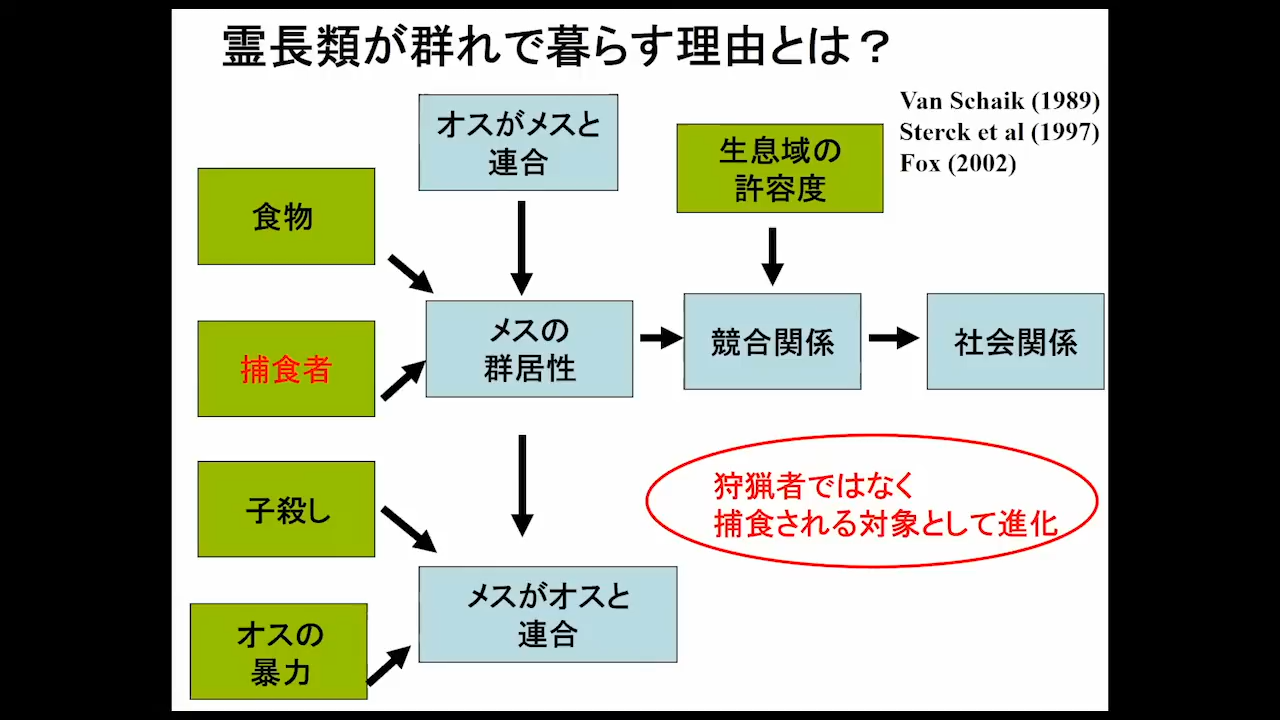 霊長類が群れで暮らす理由とは？
Van Schaik (1989)
Sterck et al (1997)
Fox (2002)
オスがメスと
連合
生息域の
許容度
食物
メスの
群居性
競合関係
社会関係
捕食者
狩猟者ではなく
捕食される対象として進化
子殺し
メスがオスと
連合
オスの
暴力